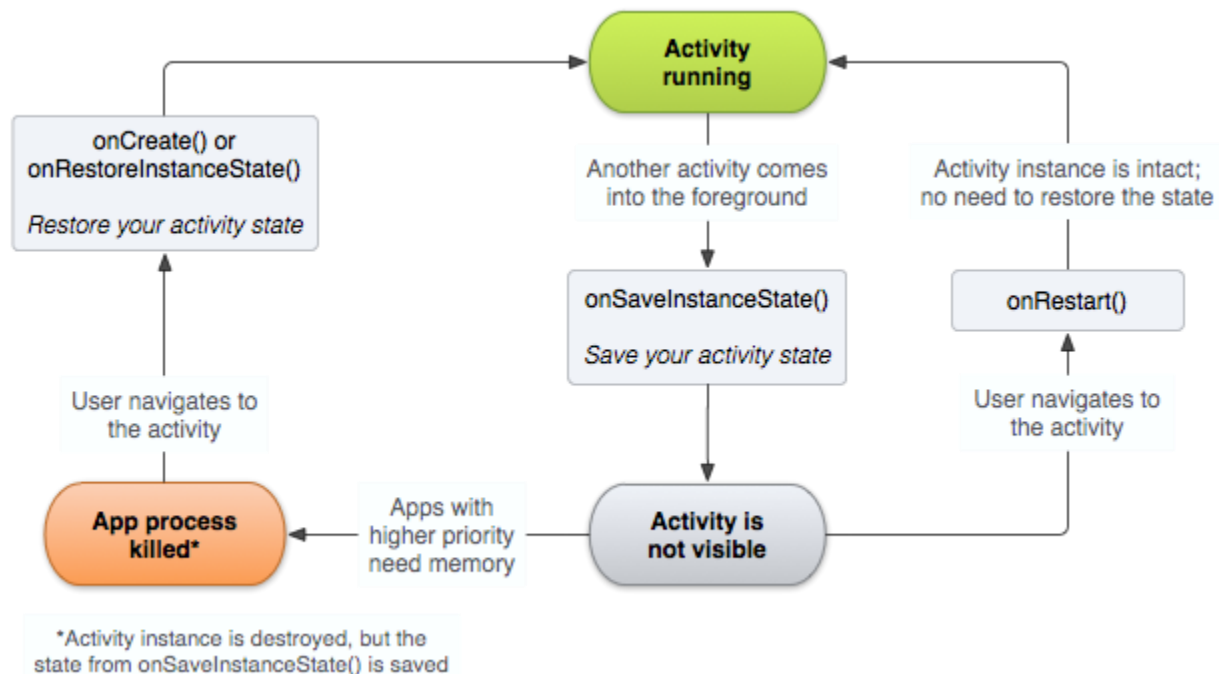 Activity
running
onCreate() or
onRestoreInstanceState()
Restore your activity state
Another activity comes
into the foreground
Activity instance is intact;
no need to restore the state
onSaveInstanceState()
Save your activity state
onRestart()
User navigates to
the activity
User navigates to
the activity
App process
killed*
Apps with
higher priority
need memory
Activity is
not visible
*Activity instance is destroyed, but the
state from onSaveInstanceState() is saved